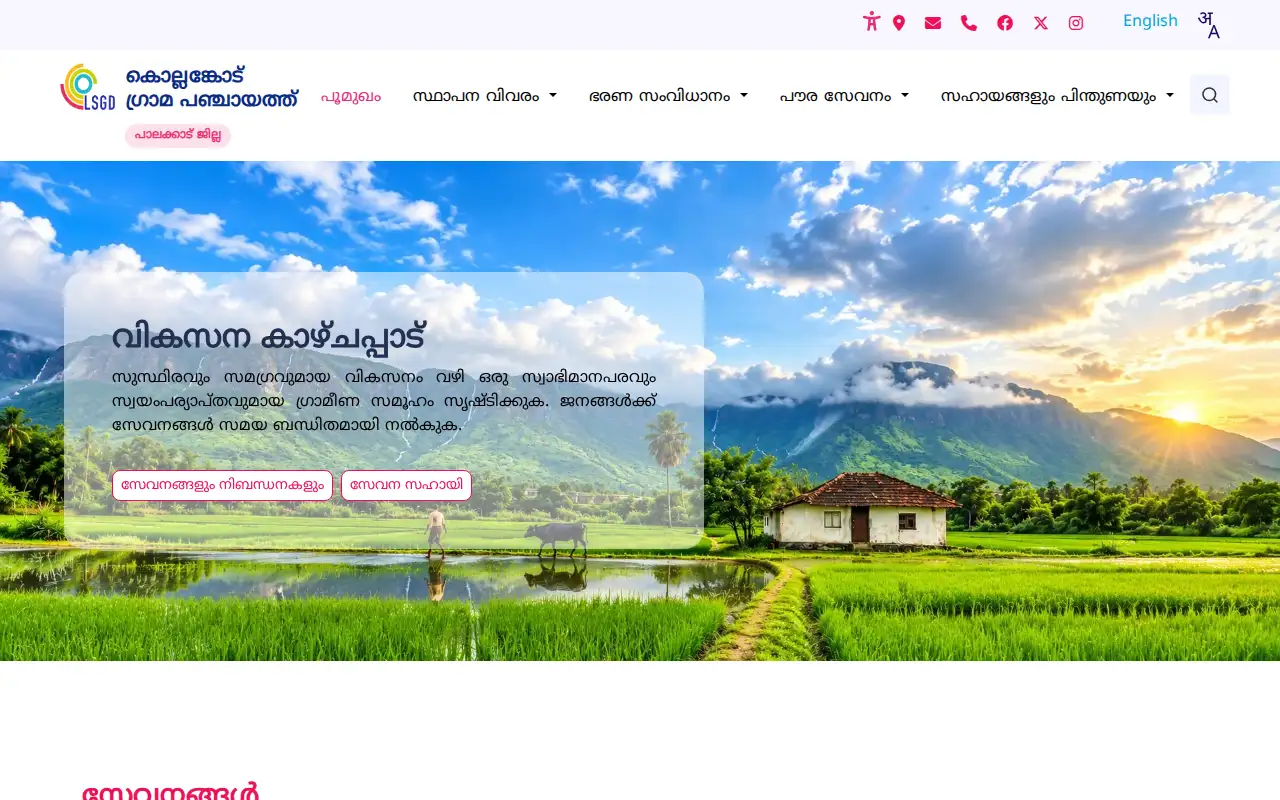 English
അ
A
LSGD
കൊല്ലങ്കോട്
ഗ്രാമ പഞ്ചായത്ത്
പാലക്കാട് ജില്ല
പൂമുഖം
സ്ഥാപന വിവരം
ഭരണ സംവിധാനം
പൗര സേവനം
സഹായങ്ങളും പിന്തുണയും
വികസന കാഴ്ചപ്പാട്
സുസ്ഥിരവും സമഗ്രവുമായ വികസനം വഴി ഒരു സ്വാഭിമാനപരവും
സ്വയംപര്യാപ്തവുമായ ഗ്രാമീണ സമൂഹം സൃഷ്ടിക്കുക. ജനങ്ങൾക്ക്
സേവനങ്ങൾ സമയ ബന്ധിതമായി നൽകുക.
സേവനങ്ങളും നിബന്ധനകളും
സേവന സഹായി
സേവനങ്ങൾ